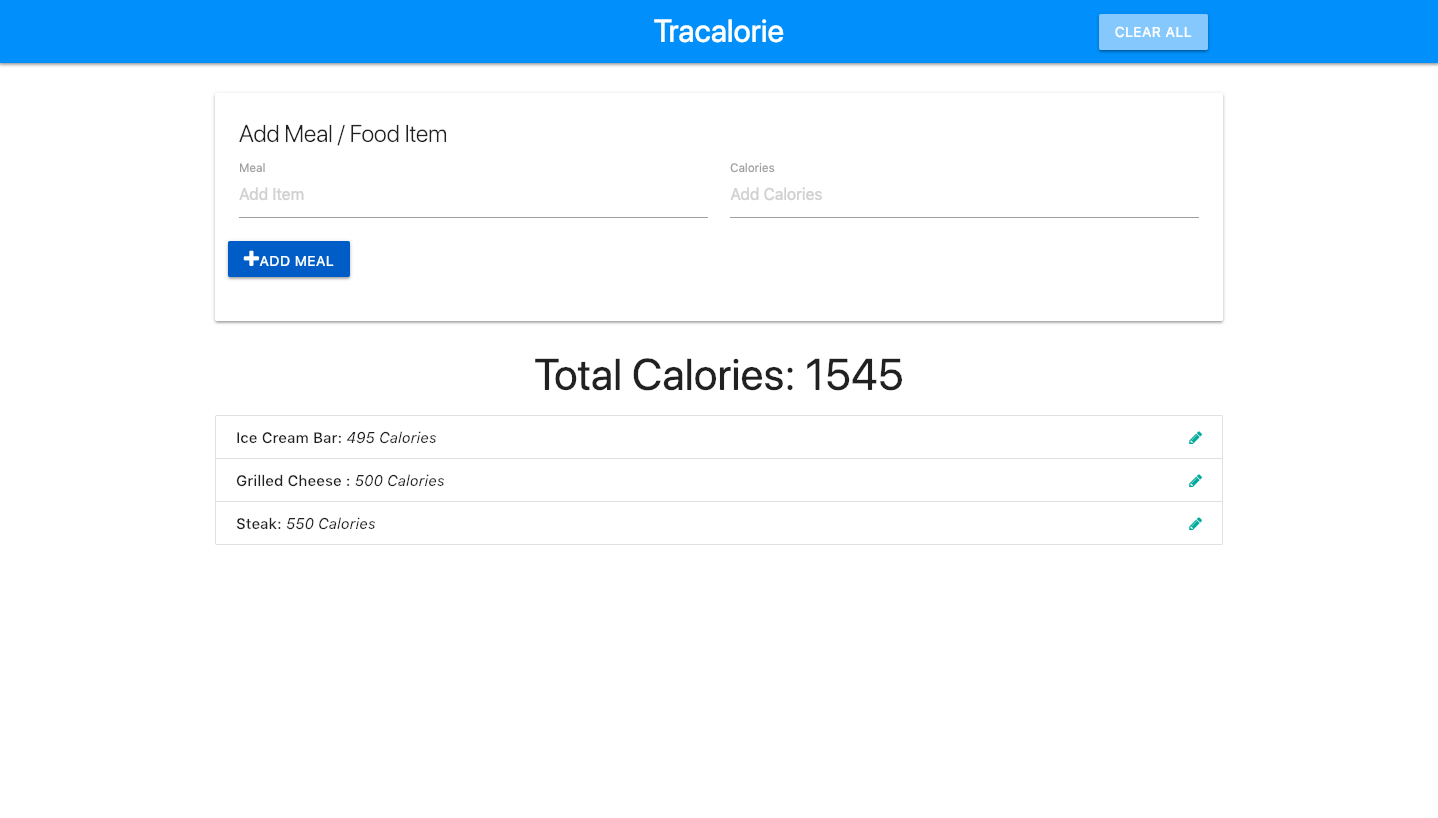 Tracalorie
CLEAR ALL
Add Meal / Food Item
Meal
Calories
Add Item
Add Calories
ADD MEAL
Total Calories: 1545
Ice Cream Bar: 495 Calories
Grilled Cheese : 500 Calories
Steak: 550 Calories